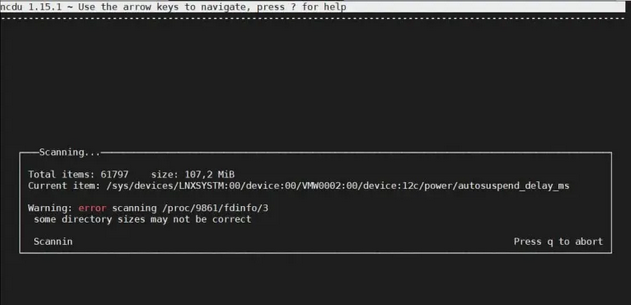 ncdu 1.15.1 ~ Use the arrow keys to navigate, press ? for help
Scanning...
Total items: 61797    size: 107,2 MiB
Current item: /sys/devices/LNXSYSTM:00/device:00/VMW0002:00/device:12c/power/autosuspend_delay_ms
Warning: error scanning /proc/9861/fdinfo/3
some directory sizes may not be correct
Scannin    Press q to abort